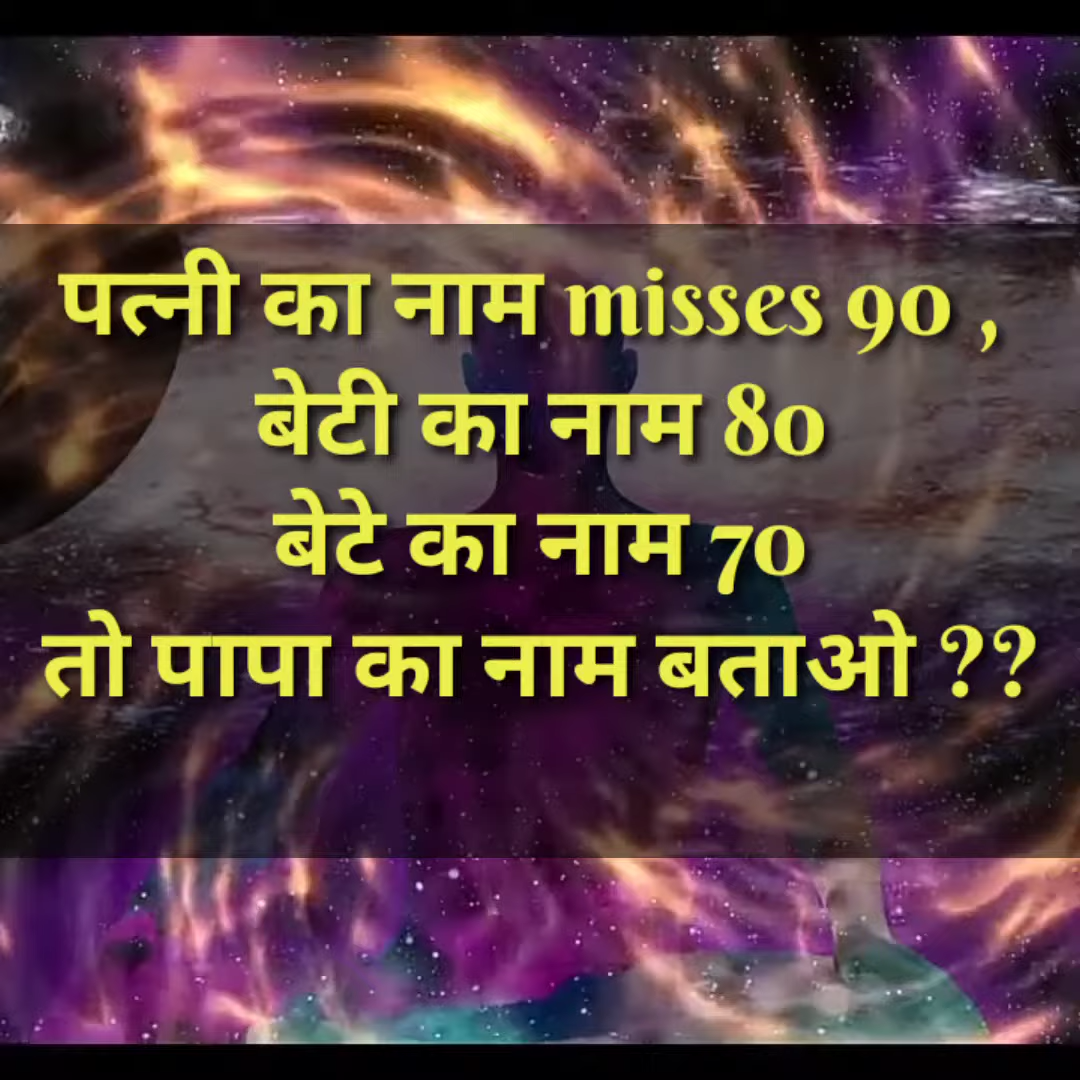 पत्नी का नाम misses 90 ,
बेटी का नाम 80
बेटे का नाम 70
तो पापा का नाम बताओ ??